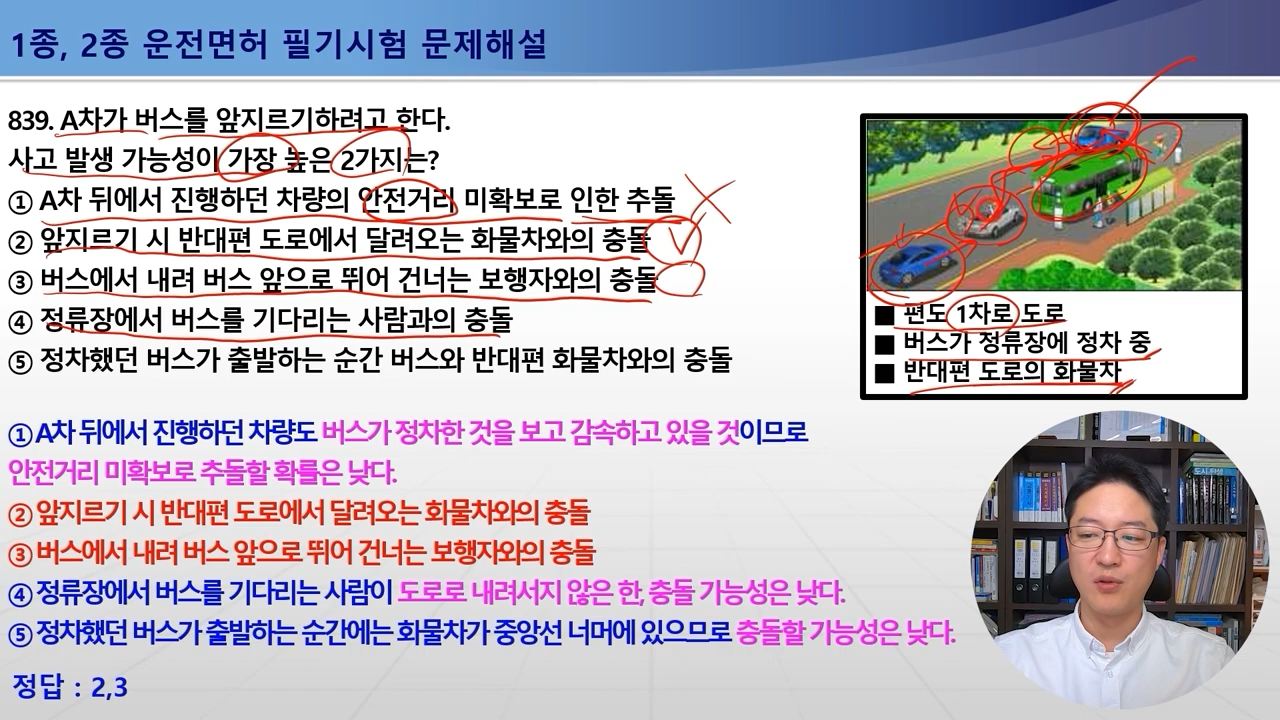 1종, 2종 운전면허 필기시험 문제해설
839. A차가 버스를 앞지르기하려고 한다.
사고 발생 가능성이 가장 높은 2가지는?
① A차 뒤에서 진행하던 차량의 안전거리 미확보로 인한 추돌
② 앞지르기 시 반대편 도로에서 달려오는 화물차와의 충돌
③ 버스에서 내려 버스 앞으로 뛰어 건너는 보행자와의 충돌
④ 정류장에서 버스를 기다리는 사람과의 충돌
⑤ 정차했던 버스가 출발하는 순간 버스와 반대편 화물차와의 충돌
■ 편도 1차로 도로
■ 버스가 정류장에 정차 중
■ 반대편 도로의 화물차
① A차 뒤에서 진행하던 차량도 버스가 정차한 것을 보고 감속하고 있을 것이므로
안전거리 미확보로 추돌할 확률은 낮다.
② 앞지르기 시 반대편 도로에서 달려오는 화물차와의 충돌
③ 버스에서 내려 버스 앞으로 뛰어 건너는 보행자와의 충돌
④ 정류장에서 버스를 기다리는 사람이 도로로 내려서지 않은 한, 충돌 가능성은 낮다.
⑤ 정차했던 버스가 출발하는 순간에는 화물차가 중앙선 너머에 있으므로 충돌할 가능성은 낮다.
정답 : 2,3